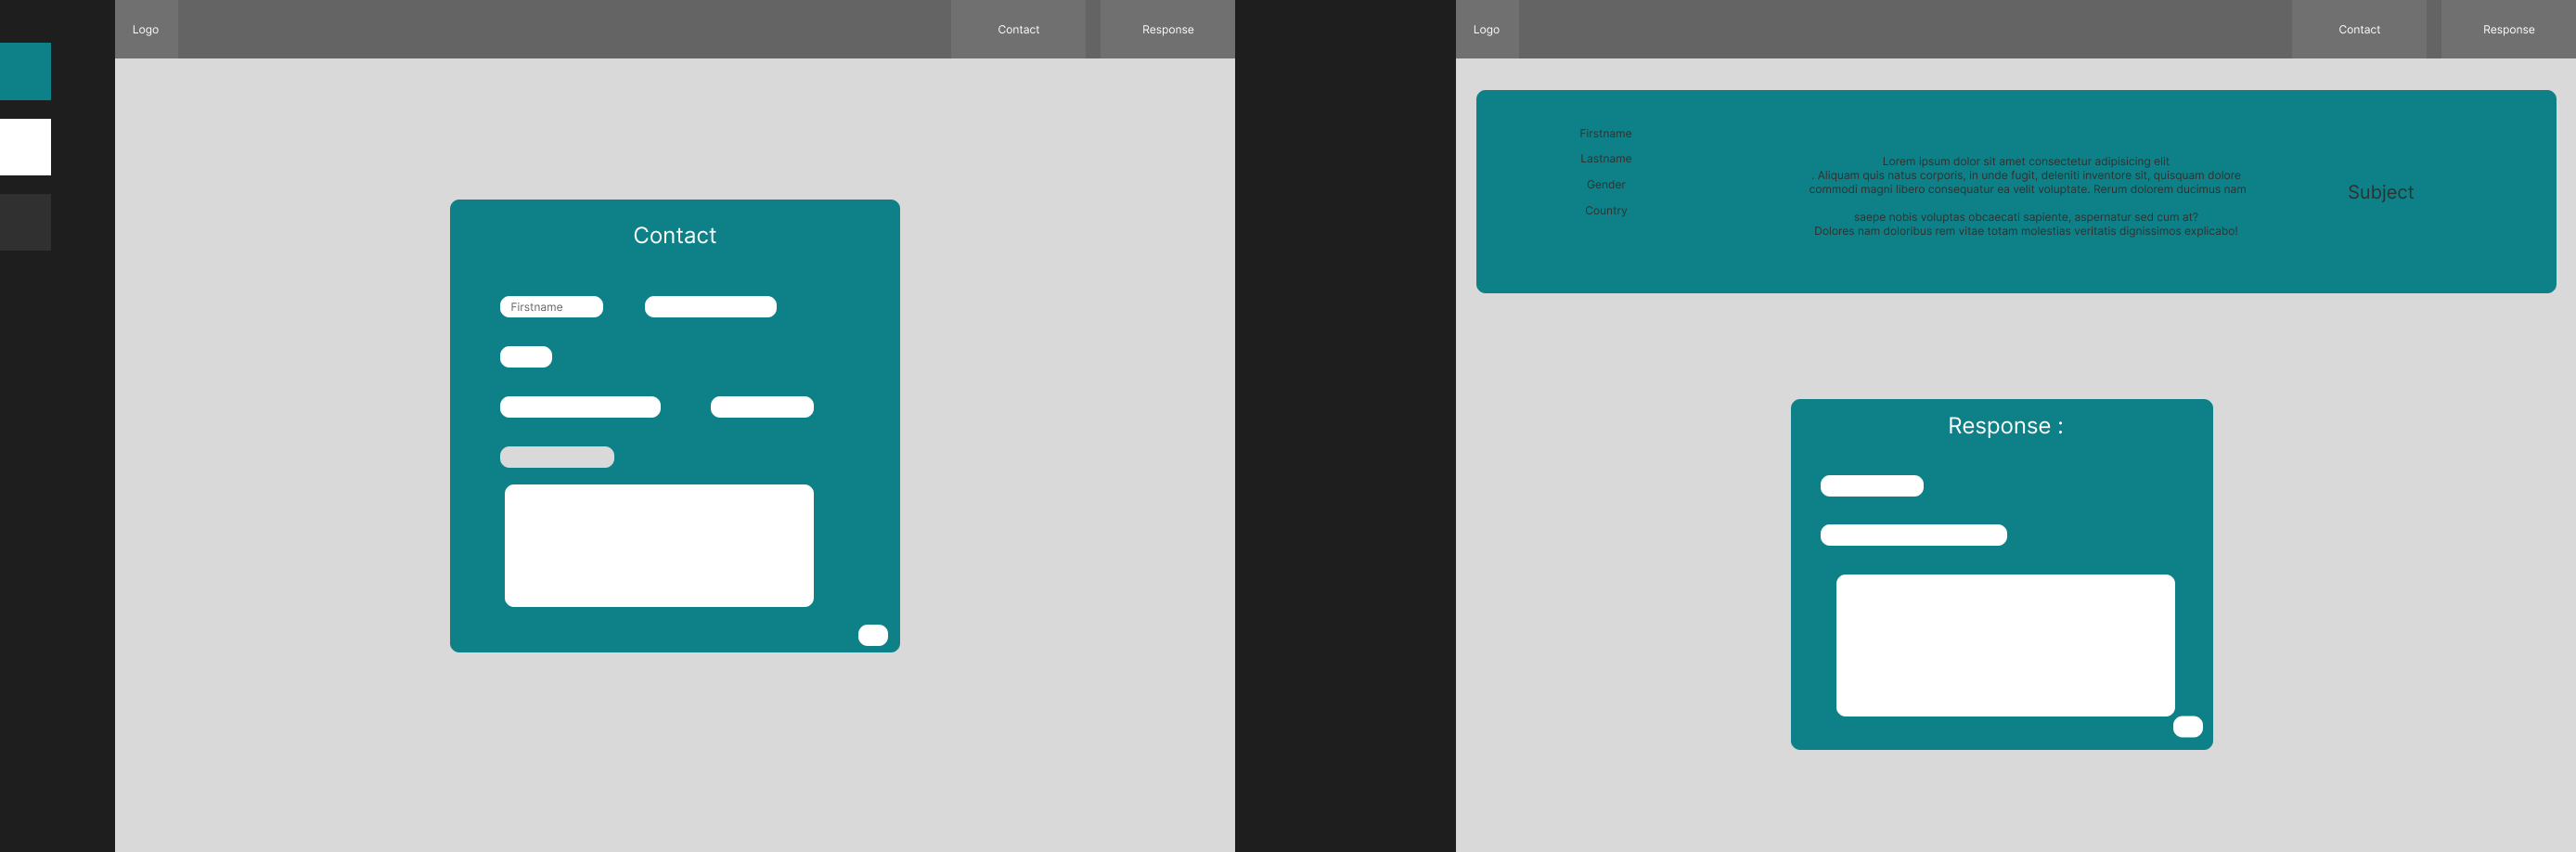 Logo
Contact
Response
Contact
Firstname
Logo
Contact
Response
Firstname
Lastname
Gender
Country
Lorem ipsum dolor sit amet consectetur adipisicing elit
. Aliquam quis natus corporis, in unde fugit, deleniti inventore sit, quisquam dolore
commodi magni libero consequatur ea velit voluptate. Rerum dolorem ducimus nam
saepe nobis voluptas obcaecati sapiente, aspernatur sed cum at?
Dolores nam doloribus rem vitae totam molestias veritatis dignissimos explicabo!
Subject
Response :